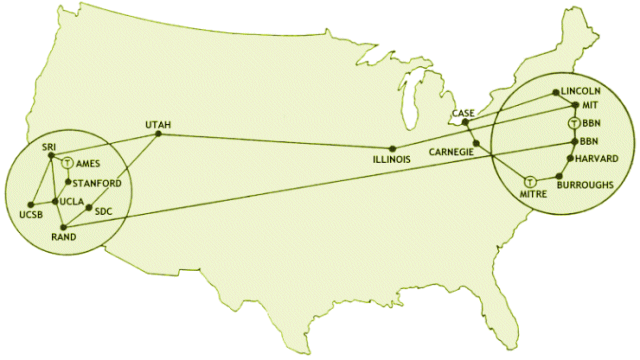 LINCOLN
CASE
MIT
T BBN
UTAH
BBN
SRI
CARNEGIE
ILLINOIS
HARVARD
T AMES
STANFORD
T
BURROUGHS
MITRE
UCLA
UCSB
SDC
RAND